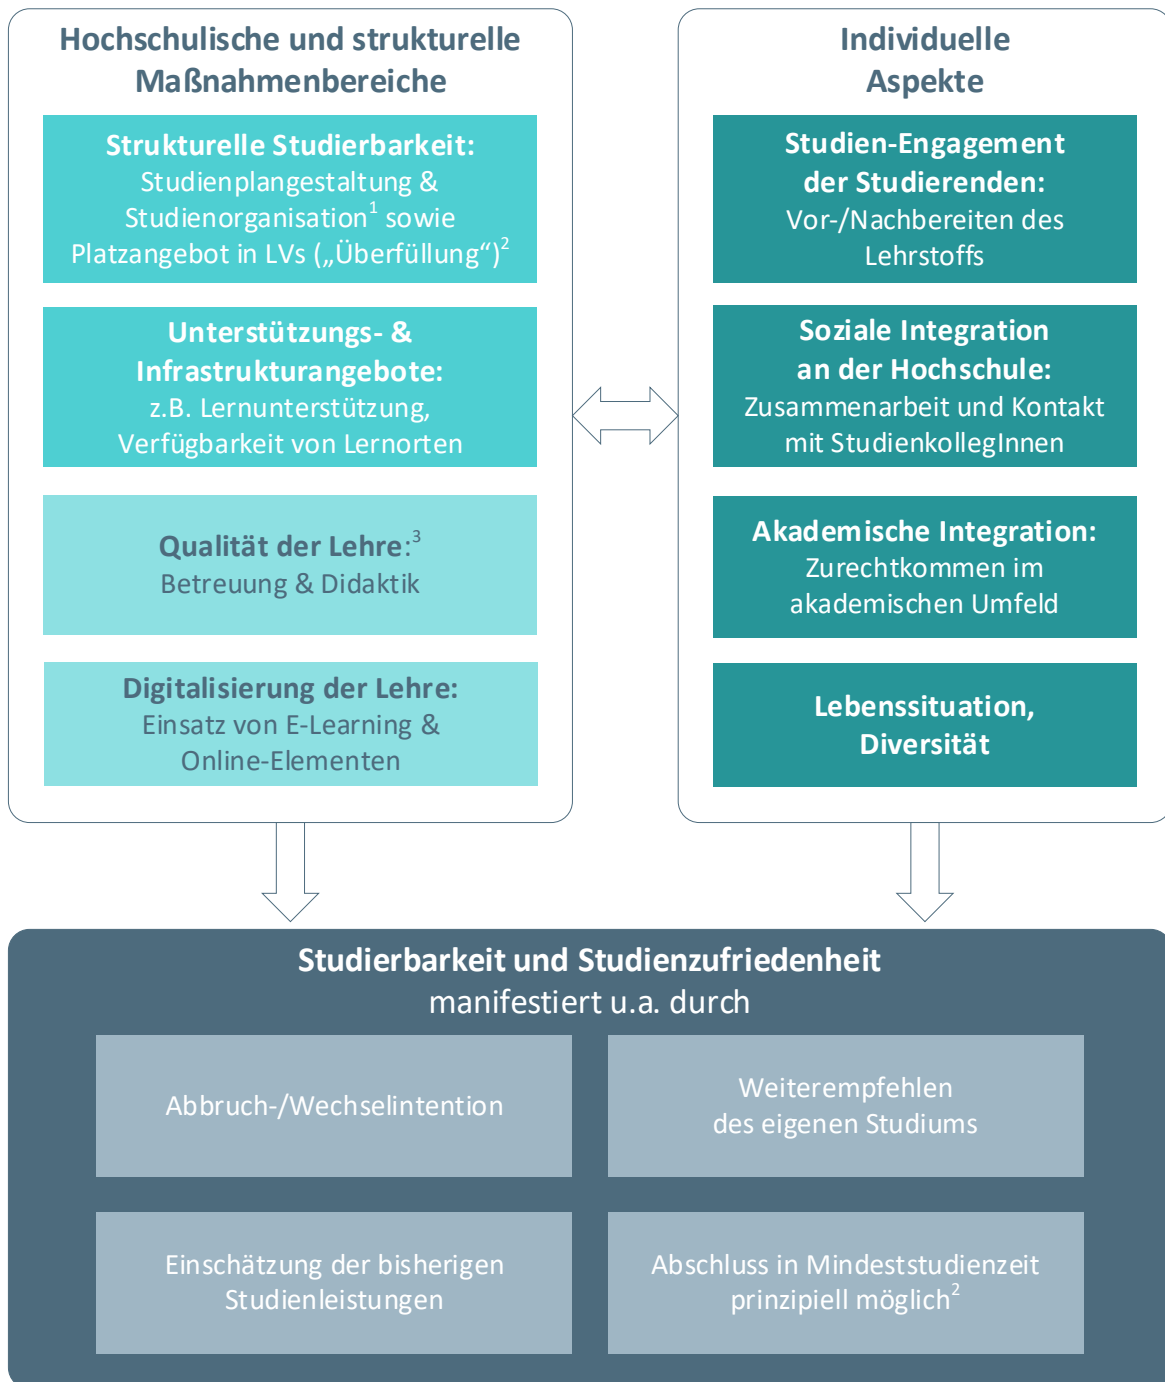 Hochschulische und strukturelle
Maßnahmenbereiche
Strukturelle Studierbarkeit:
Studienplangestaltung &
Studienorganisation¹ sowie
Platzangebot in LVs („Überfüllung“)²
Unterstützungs- &
Infrastrukturangebote:
z.B. Lernunterstützung,
Verfügbarkeit von Lernorten
Qualität der Lehre:³
Betreuung & Didaktik
Digitalisierung der Lehre:
Einsatz von E-Learning &
Online-Elementen
Individuelle
Aspekte
Studien-Engagement
der Studierenden:
Vor-/Nachbereiten des
Lehrstoffs
Soziale Integration
an der Hochschule:
Zusammenarbeit und Kontakt
mit StudienkollegInnen
Akademische Integration:
Zurechtkommen im
akademischen Umfeld
Lebenssituation,
Diversität
Studierbarkeit und Studienzufriedenheit
manifestiert u.a. durch
Abbruch-/Wechselintention
Weiterempfehlen
des eigenen Studiums
Einschätzung der bisherigen
Studienleistungen
Abschluss in Mindeststudienzeit
prinzipiell möglich²